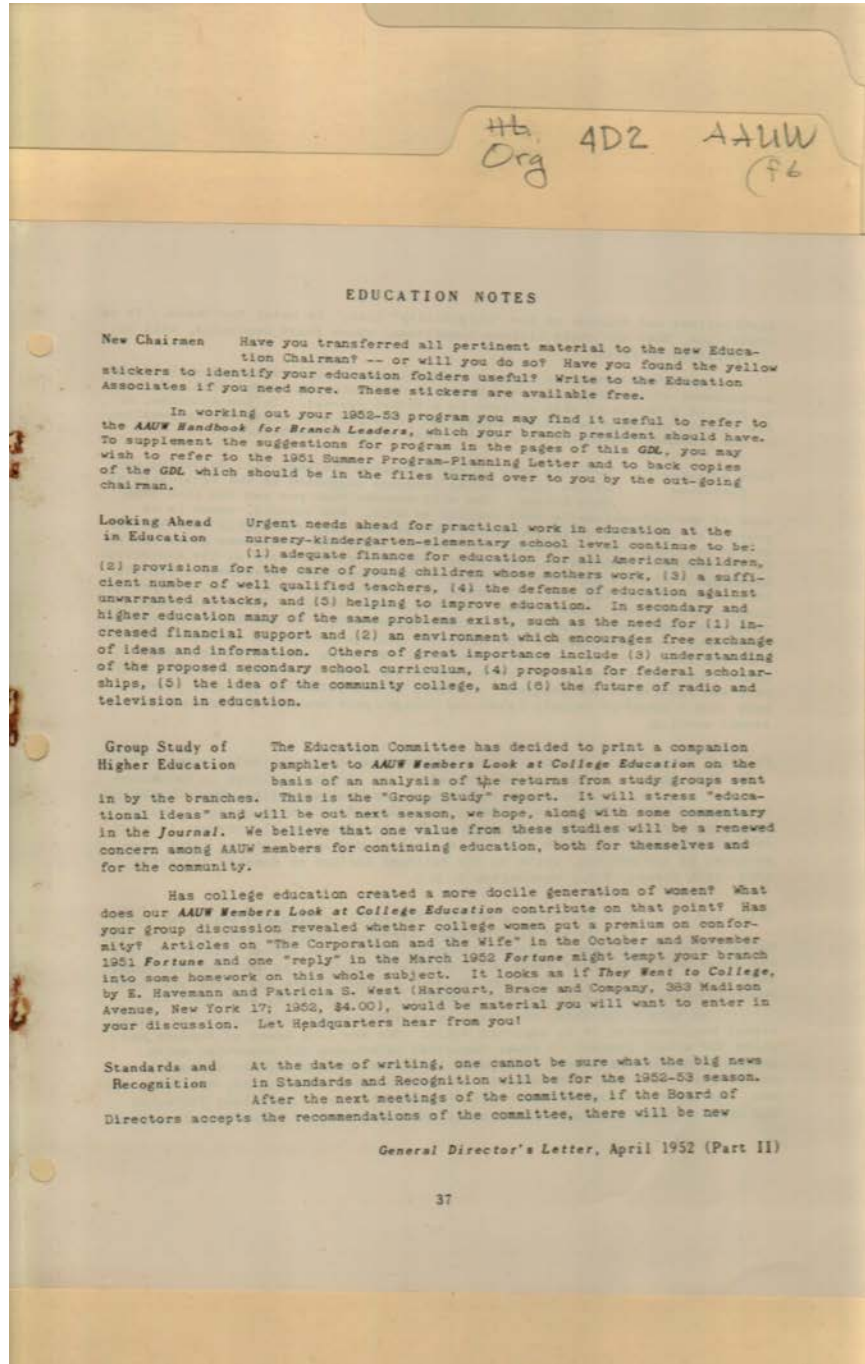 Hb. 4D2 AAUW
Org (f6
EDUCATION NOTES
New Chairmen Have you transferred all pertinent material to the new Educa-
tion Chairman? -- or will you do so? Have you found the yellow
stickers to identify your education folders useful? Write to the Education
Associates if you need more. These stickers are available free.
In working out your 1952-53 program you may find it useful to refer to
the AAUW Handbook for Branch Leaders, which your branch president should have.
To supplement the suggestions for program in the pages of this GDL, you may
wish to refer to the 1951 Summer Program-Planning Letter and to back copies
of the GDL which should be in the files turned over to you by the out-going
chairman.
Looking Ahead Urgent needs ahead for practical work in education at the
in Education nursery-kindergarten-elementary school level continue to be:
(1) adequate finance for education for all American children,
(2) provisions for the care of young children whose mothers work, (3) a suffi-
cient number of well qualified teachers, (4) the defense of education against
unwarranted attacks, and (5) helping to improve education. In secondary and
higher education many of the same problems exist, such as the need for (1) in-
creased financial support and (2) an environment which encourages free exchange
of ideas and information. Others of great importance include (3) understanding
of the proposed secondary school curriculum, (4) proposals for federal scholar-
ships, (5) the idea of the community college, and (6) the future of radio and
television in education.
Group Study of The Education Committee has decided to print a companion
Higher Education pamphlet to AAUW Members Look at College Education on the
basis of an analysis of the returns from study groups sent
in by the branches. This is the "Group Study" report. It will stress "educa-
tional ideas" and will be out next season, we hope, along with some commentary
in the Journal. We believe that one value from these studies will be a renewed
concern among AAUW members for continuing education, both for themselves and
for the community.
Has college education created a more docile generation of women? What
does our AAUW Members Look at College Education contribute on that point? Has
your group discussion revealed whether college women put a premium on confor-
mity? Articles on "The Corporation and the Wife" in the October and November
1951 Fortune and one "reply" in the March 1952 Fortune might tempt your branch
into some homework on this whole subject. It looks as if They Went to College,
by E. Havemann and Patricia S. West (Harcourt, Brace and Company, 383 Madison
Avenue, New York 17; 1952, $4.00), would be material you will want to enter in
your discussion. Let Headquarters hear from you!
Standards and At the date of writing, one cannot be sure what the big news
Recognition in Standards and Recognition will be for the 1952-53 season.
After the next meetings of the committee, if the Board of
Directors accepts the recommendations of the committee, there will be new
General Director's Letter, April 1952 (Part II)
37